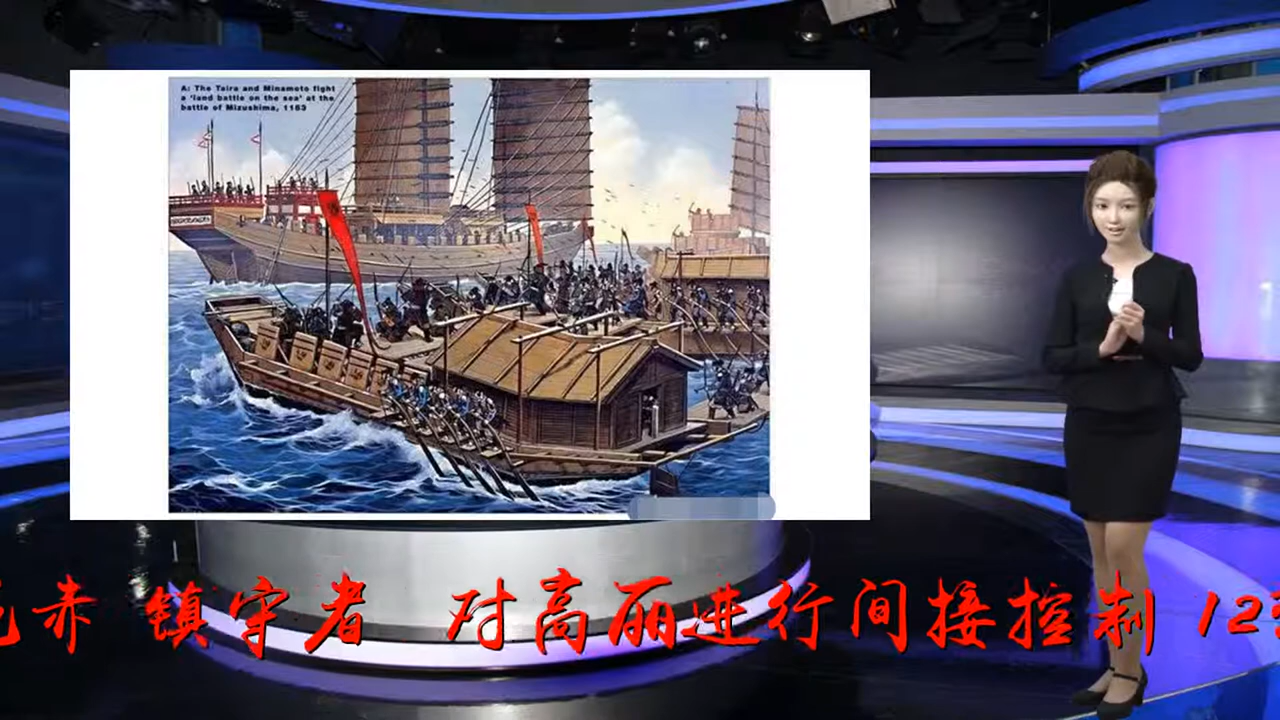 A: The Taira and Minamoto fight
a 'land battle on the sea' at the
battle of Mizushima, 1183
赤 镇守者 对高丽进行间接控制 12